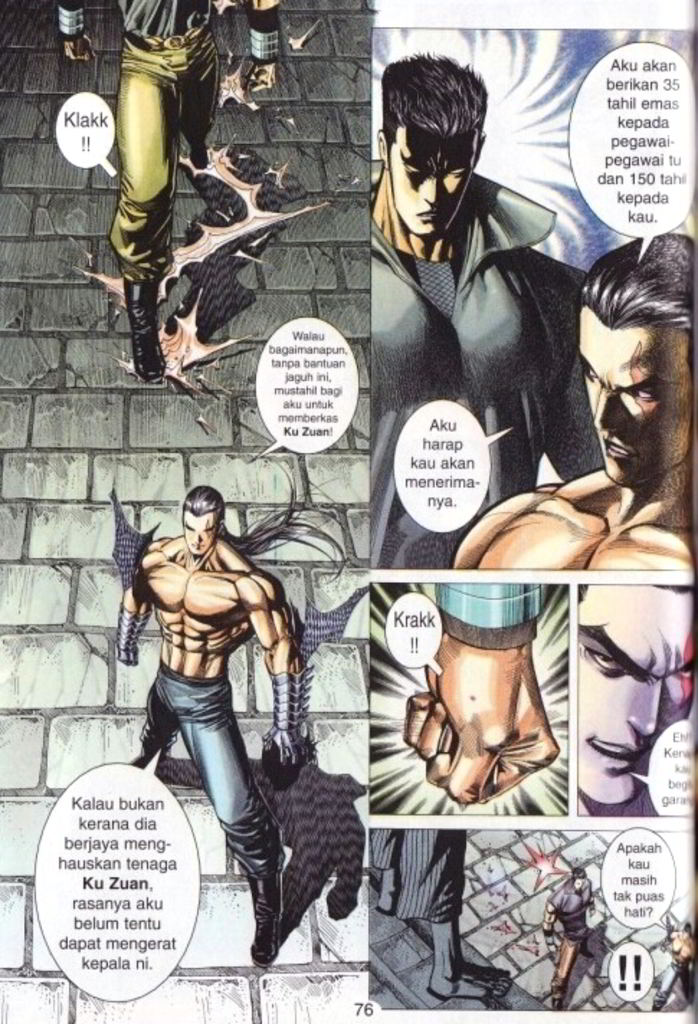 Klakk
!!
Walau
bagaimanapun,
tanpa bantuan
jaguh ini,
mustahil bagi
aku untuk
memberkas
Ku Zuan!
Kalau bukan
kerana dia
berjaya meng-
hauskan tenaga
Ku Zuan,
rasanya aku
belum tentu
dapat mengerat
kepala ni.
Aku akan
berikan 35
tahil emas
kepada
pegawai-
pegawai tu
dan 150 tahil
kepada
kau.
Aku
harap
kau akan
menerima-
nya.
Krakk
!!
Apakah
kau
masih
tak puas
hati?
!!
76